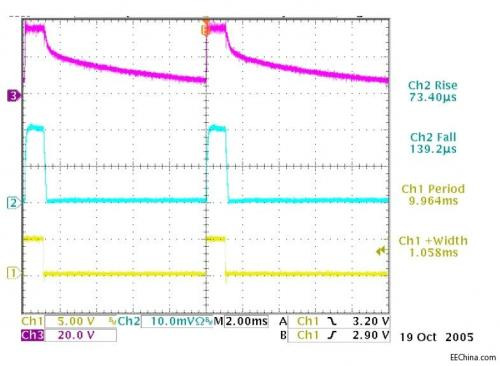 3
Ch2 Rise
73.40µs
Ch2 Fall
139.2µs
2
Ch1 Period
9.964ms
Ch1 +Width
1.058ms
1
Ch1 5.00 V Ch2 10.0mVΩ M 2.00ms A Ch1 3.20 V
Ch3 20.0 V B Ch1 2.90 V
19 Oct 2005
EEChina.com